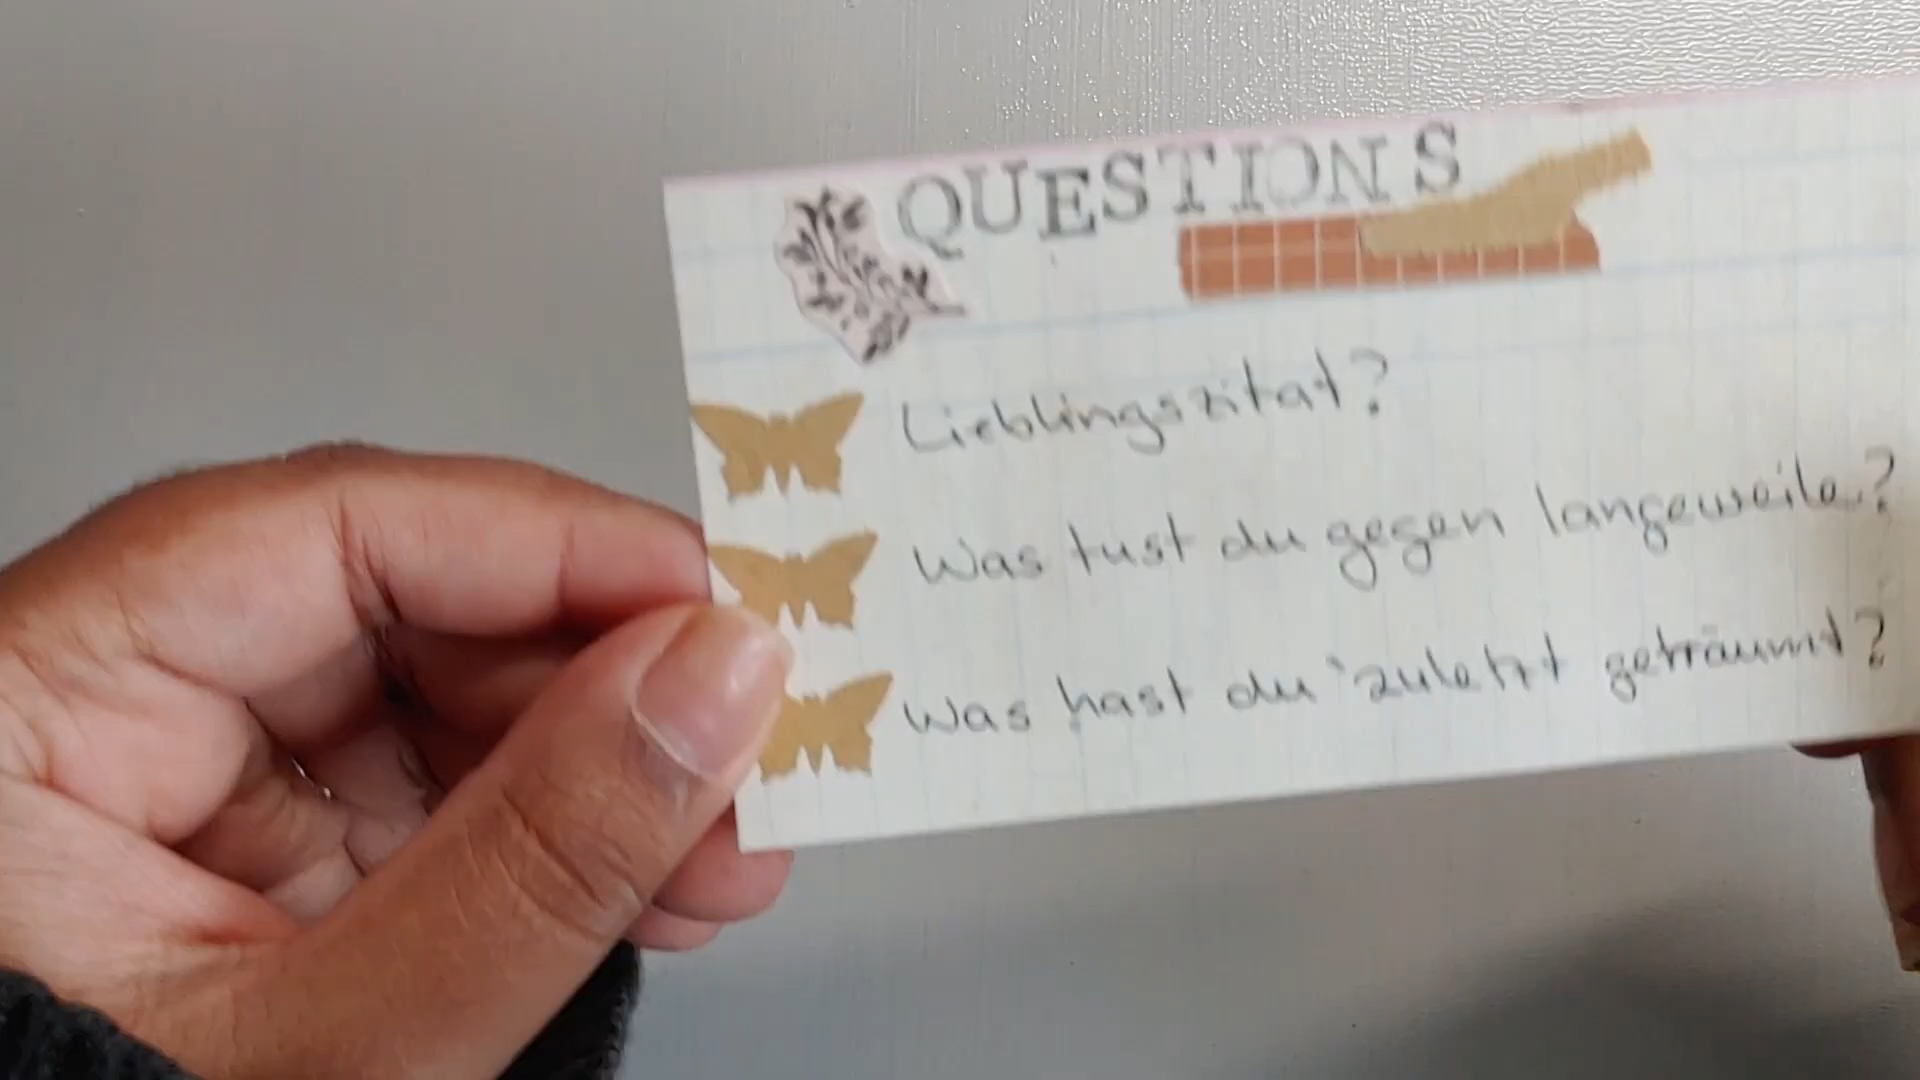 QUESTIONS
Lieblingszitat?
Was tust du gegen langeweile?
Was hast du zuletzt geträumt?